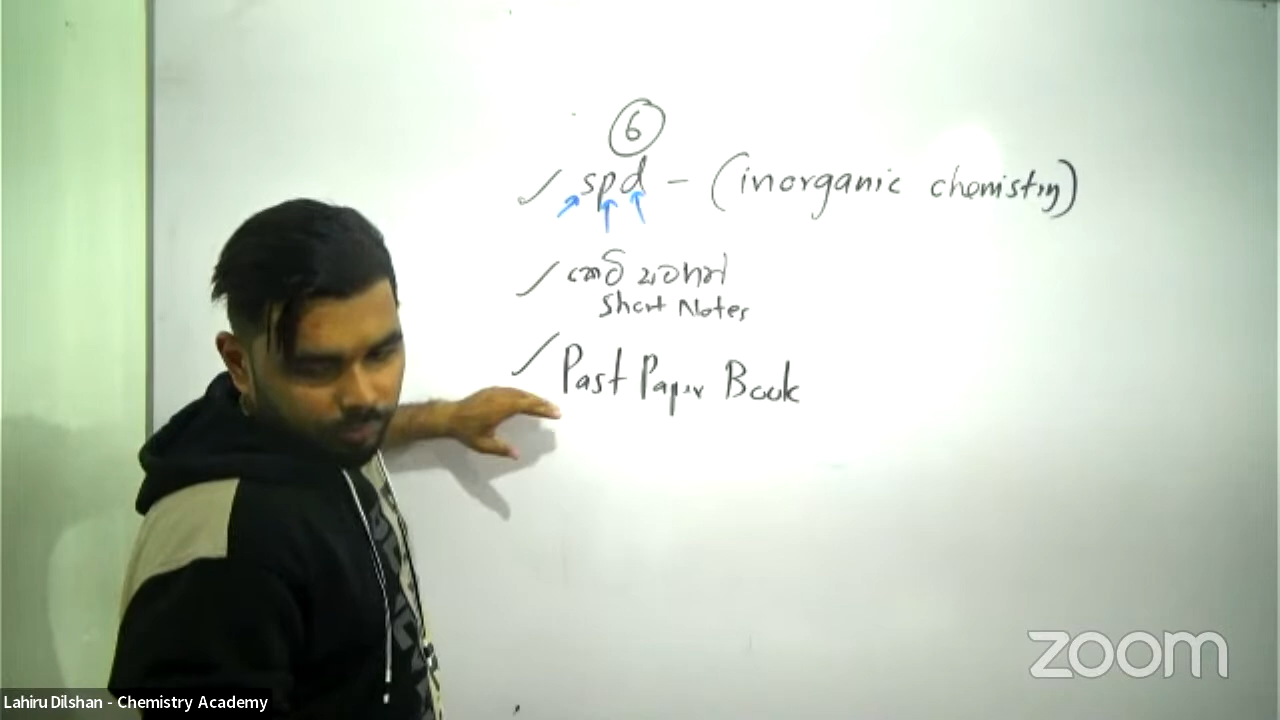 6
spd - (inorganic chemistry)
කෙටි සටහන්
Short Notes
Past Paper Book
zoom
Lahiru Dilshan - Chemistry Academy